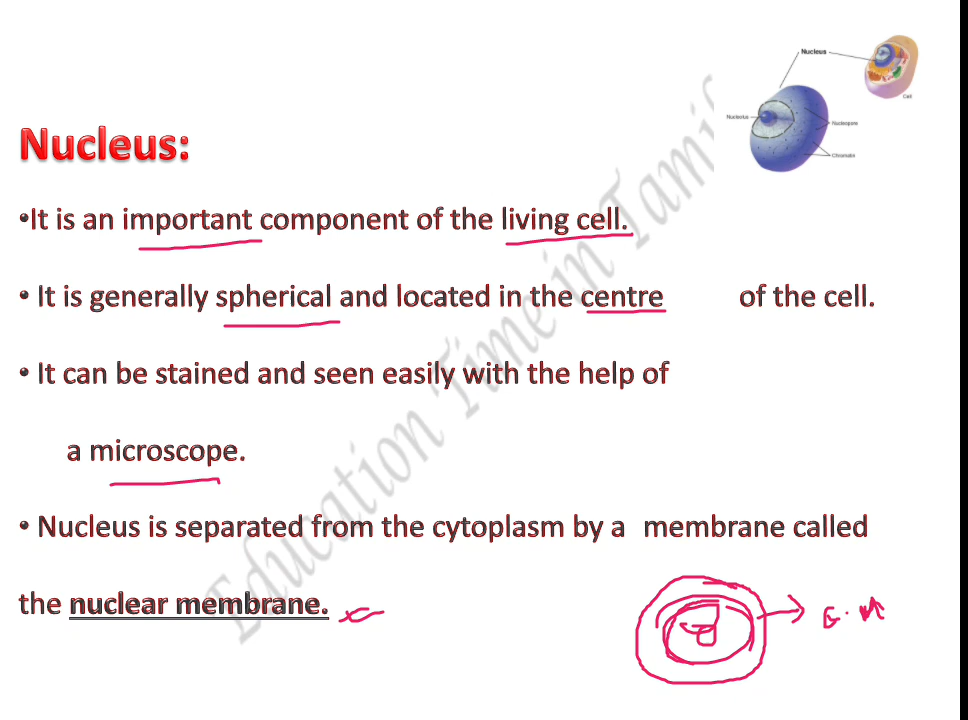 Nucleus
Cell
Nucleolus
Nucleopore
Chromatin
Nucleus:
•It is an important component of the living cell.
• It is generally spherical and located in the centre of the cell.
• It can be stained and seen easily with the help of
a microscope.
• Nucleus is separated from the cytoplasm by a membrane called
the nuclear membrane.
Education Time in Tamil